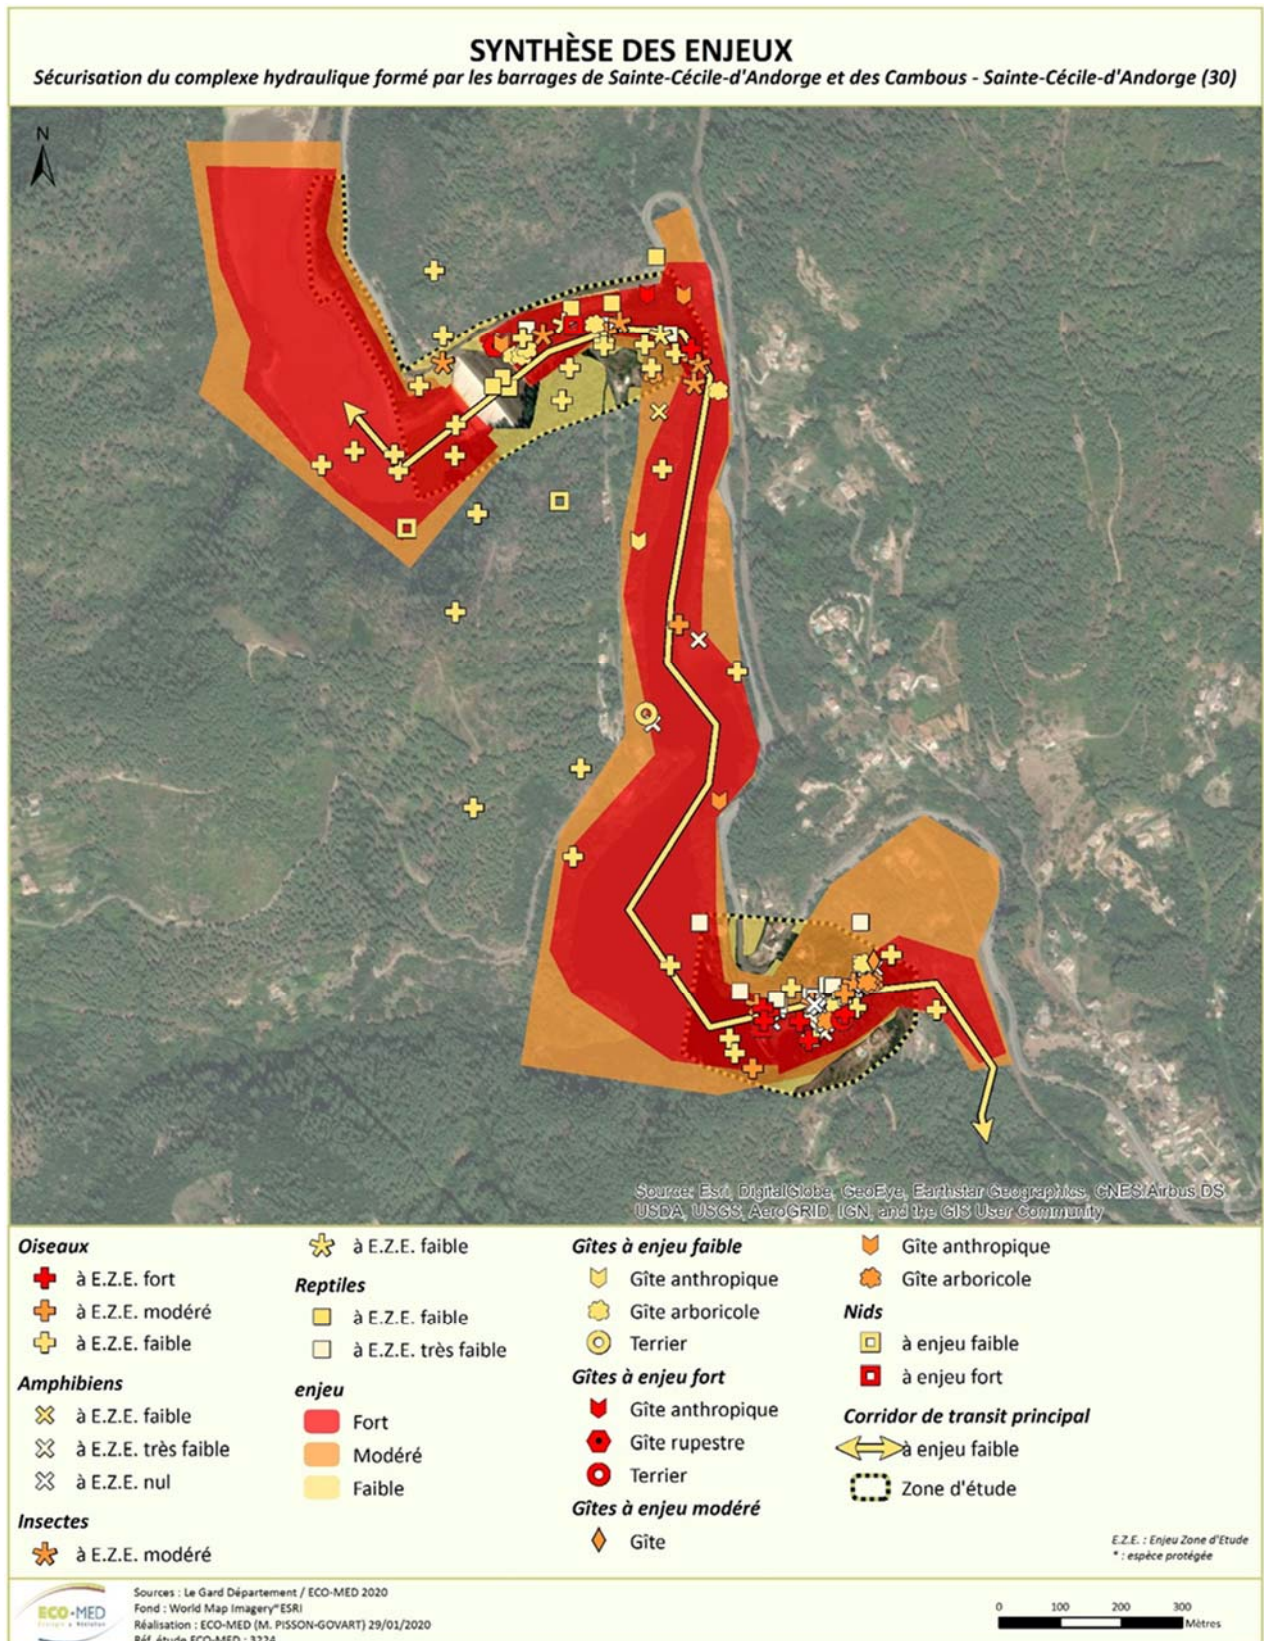 SYNTHÈSE DES ENJEUX
Sécurisation du complexe hydraulique formé par les barrages de Sainte-Cécile-d'Andorge et des Cambous - Sainte-Cécile-d'Andorge (30)
N
Source: Esri, DigitalGlobe, GeoEye, Earthstar Geographics, CNES/Airbus DS
USDA, USGS, AeroGRID, IGN, and the GIS User Community
Oiseaux
à E.Z.E. fort
à E.Z.E. modéré
à E.Z.E. faible
Amphibiens
à E.Z.E. faible
à E.Z.E. très faible
à E.Z.E. nul
Insectes
à E.Z.E. modéré
à E.Z.E. faible
Reptiles
à E.Z.E. faible
à E.Z.E. très faible
enjeu
Fort
Modéré
Faible
Gîtes à enjeu faible
Gîte anthropique
Gîte arboricole
Terrier
Gîtes à enjeu fort
Gîte anthropique
Gîte rupestre
Terrier
Gîtes à enjeu modéré
Gîte
Gîte anthropique
Gîte arboricole
Nids
à enjeu faible
à enjeu fort
Corridor de transit principal
à enjeu faible
Zone d'étude
E.Z.E. : Enjeu Zone d'Etude
* : espèce protégée
ECO-MED
Sources : Le Gard Département / ECO-MED 2020
Fond : World Map Imagery"ESRI
Réalisation : ECO-MED (M. PISSON-GOVART) 29/01/2020
Réf. étude ECO-MED : 3224
0 100 200 300
Mètres